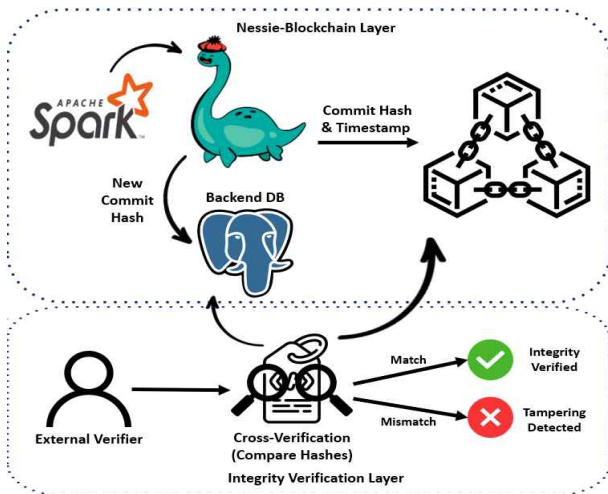 Nessie-Blockchain Layer
APACHE
Spark™
Commit Hash
& Timestamp
New
Commit
Hash
Backend DB
Match
Integrity
Verified
External Verifier
Cross-Verification
(Compare Hashes)
Mismatch
Tampering
Detected
Integrity Verification Layer